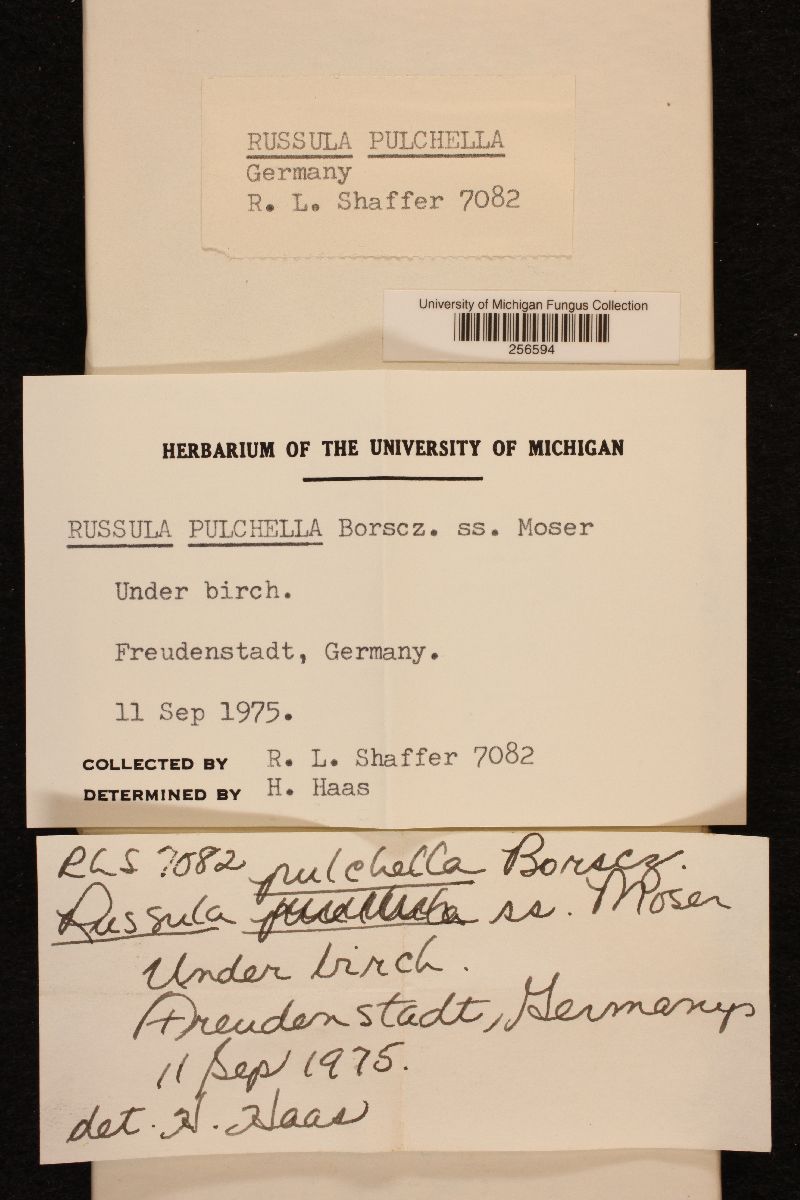 RUSSULA PULCHELLA
Germany
R. L. Shaffer 7082
University of Michigan Fungus Collection
256594
HERBARIUM OF THE UNIVERSITY OF MICHIGAN
RUSSULA PULCHELLA Borscz. ss. Moser
Under birch.
Freudenstadt, Germany.
11 Sep 1975.
COLLECTED BY R. L. Shaffer 7082
DETERMINED BY H. Haas
RLS 7082 pulchella Borscz.
Russula ss. Moser
Under birch.
Freudenstadt, Germany
11 Sep 1975.
det. H. Haas